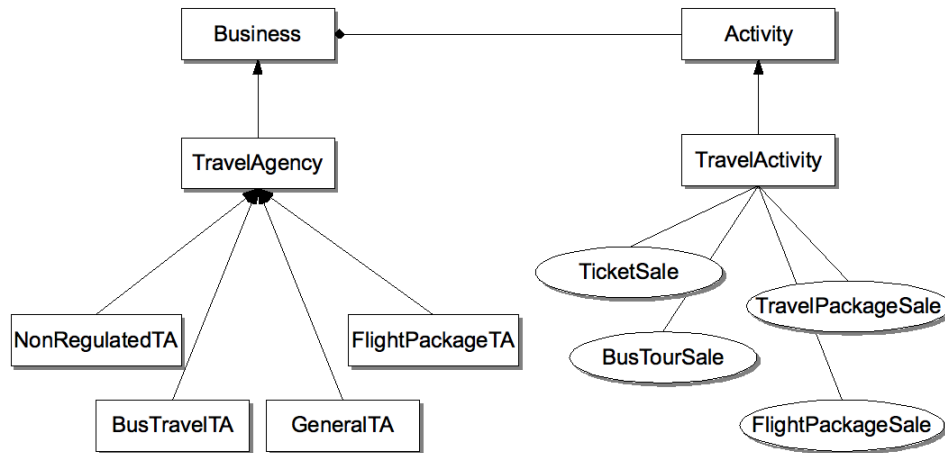 Business
Activity
TravelAgency
TravelActivity
TicketSale
TravelPackageSale
NonRegulatedTA
FlightPackageTA
BusTourSale
BusTravelTA
GeneralTA
FlightPackageSale